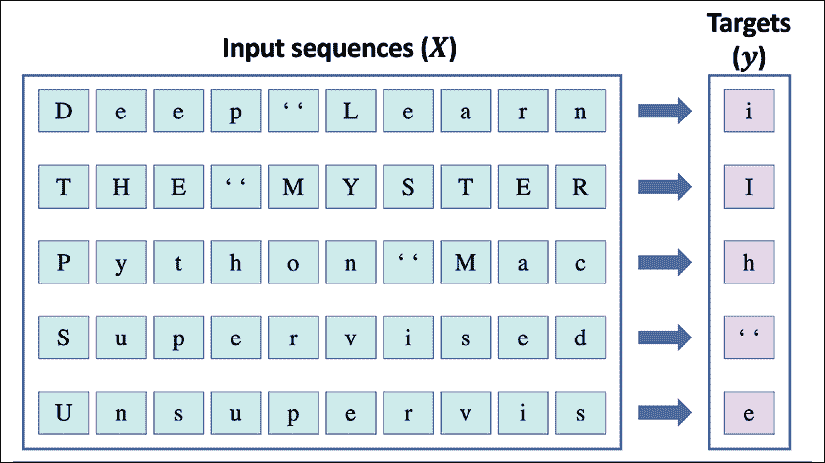 Input sequences (X)
Targets
(y)
D e e p ‘ ‘ L e a r n i
T H E ‘ ‘ M Y S T E R I
P y t h o n ‘ ‘ M a c h
S u p e r v i s e d ‘ ‘
U n s u p e r v i s e